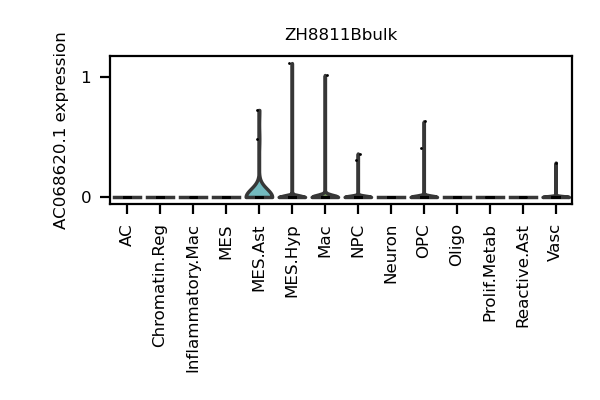 ZH8811Bbulk
AC068620.1 expression
1
0
AC
Chromatin.Reg
Inflammatory.Mac
MES
MES.Ast
MES.Hyp
Mac
NPC
Neuron
OPC
Oligo
Prolif.Metab
Reactive.Ast
Vasc